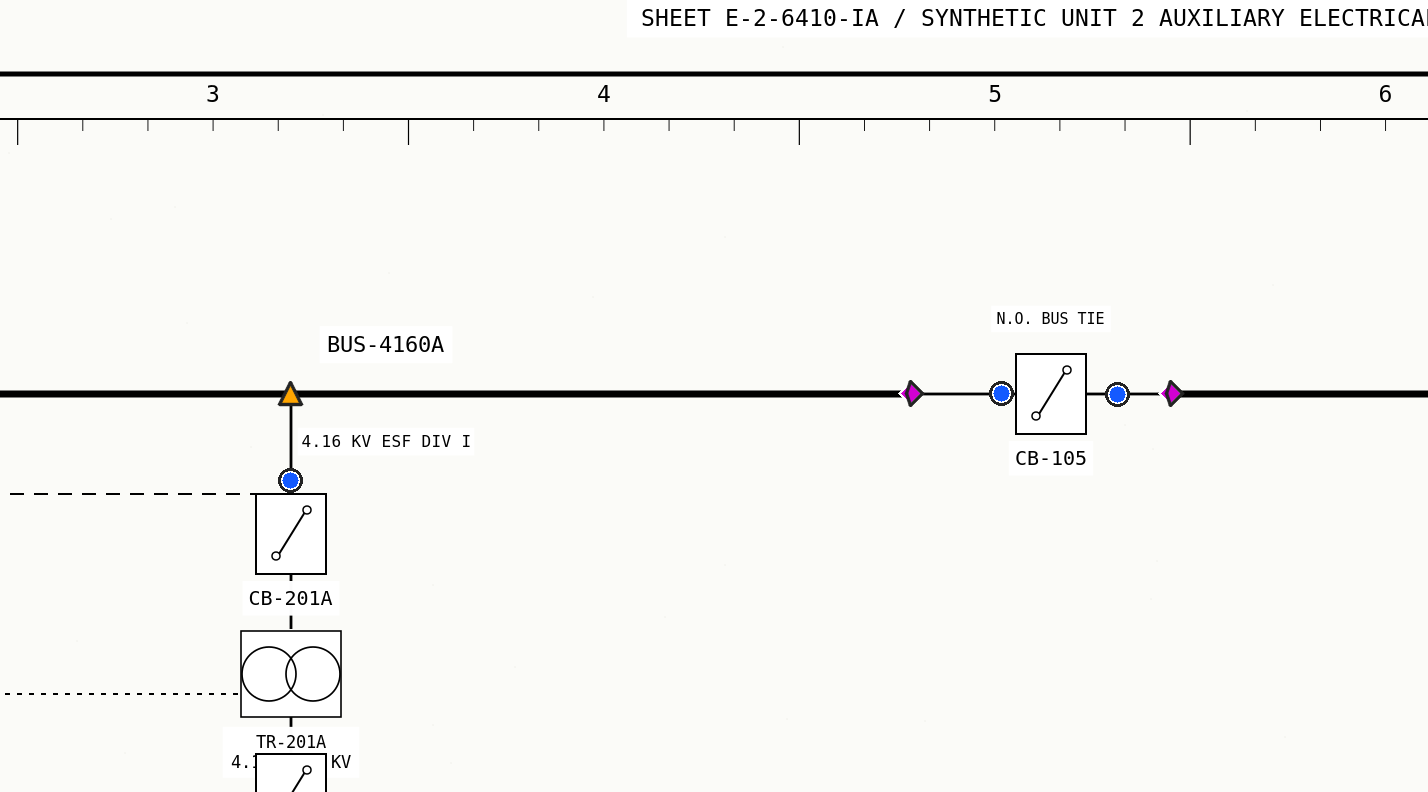 SHEET E-2-6410-IA / SYNTHETIC UNIT 2 AUXILIARY
3 4 5 6
N.O. BUS TIE
BUS-4160A
4.16 KV ESF DIV I
CB-105
CB-201A
TR-201A
KV